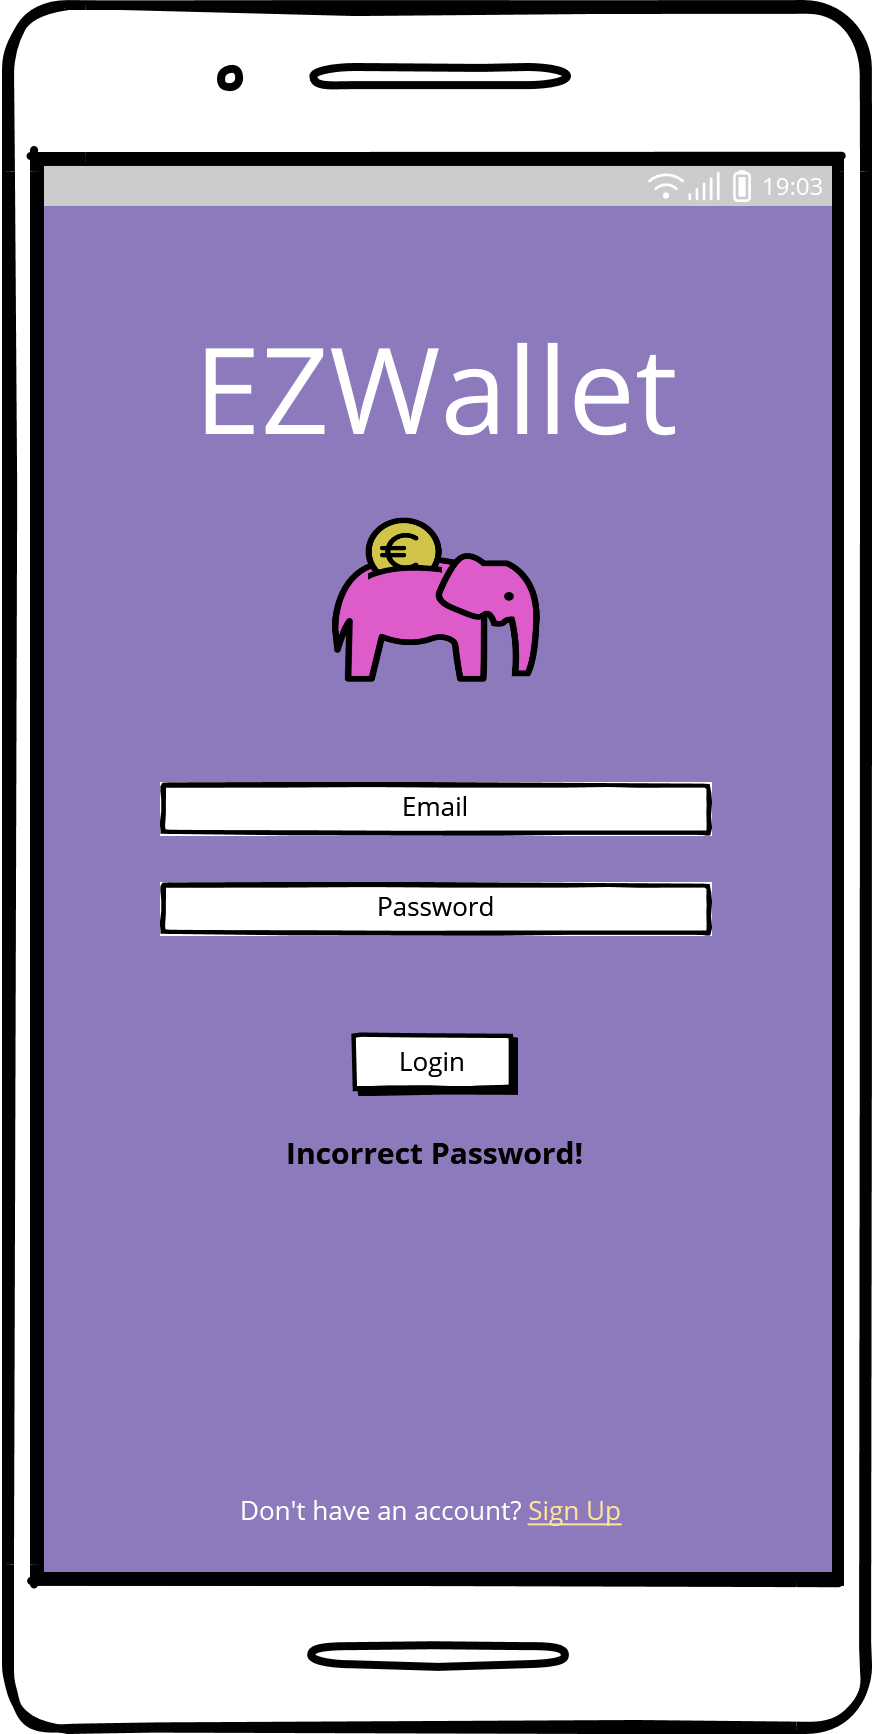 19:03
EZWallet
€
Email
Password
Login
Incorrect Password!
Don't have an account? Sign Up